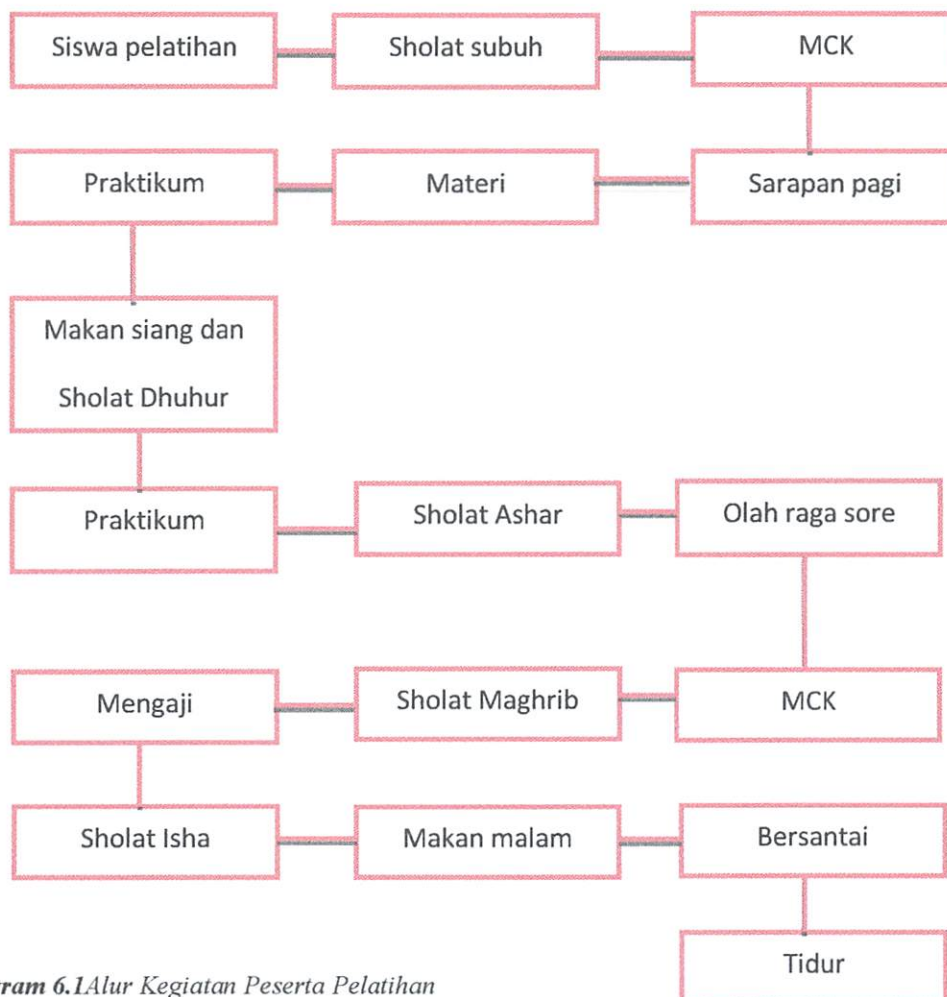 Siswa pelatihan
Sholat subuh
MCK
Praktikum
Materi
Sarapan pagi
Makan siang dan
Sholat Dhuhur
Praktikum
Sholat Ashar
Olah raga sore
Mengaji
Sholat Maghrib
MCK
Sholat Isha
Makan malam
Bersantai
Tidur
ram 6.1Alur Kegiatan Peserta Pelatihan